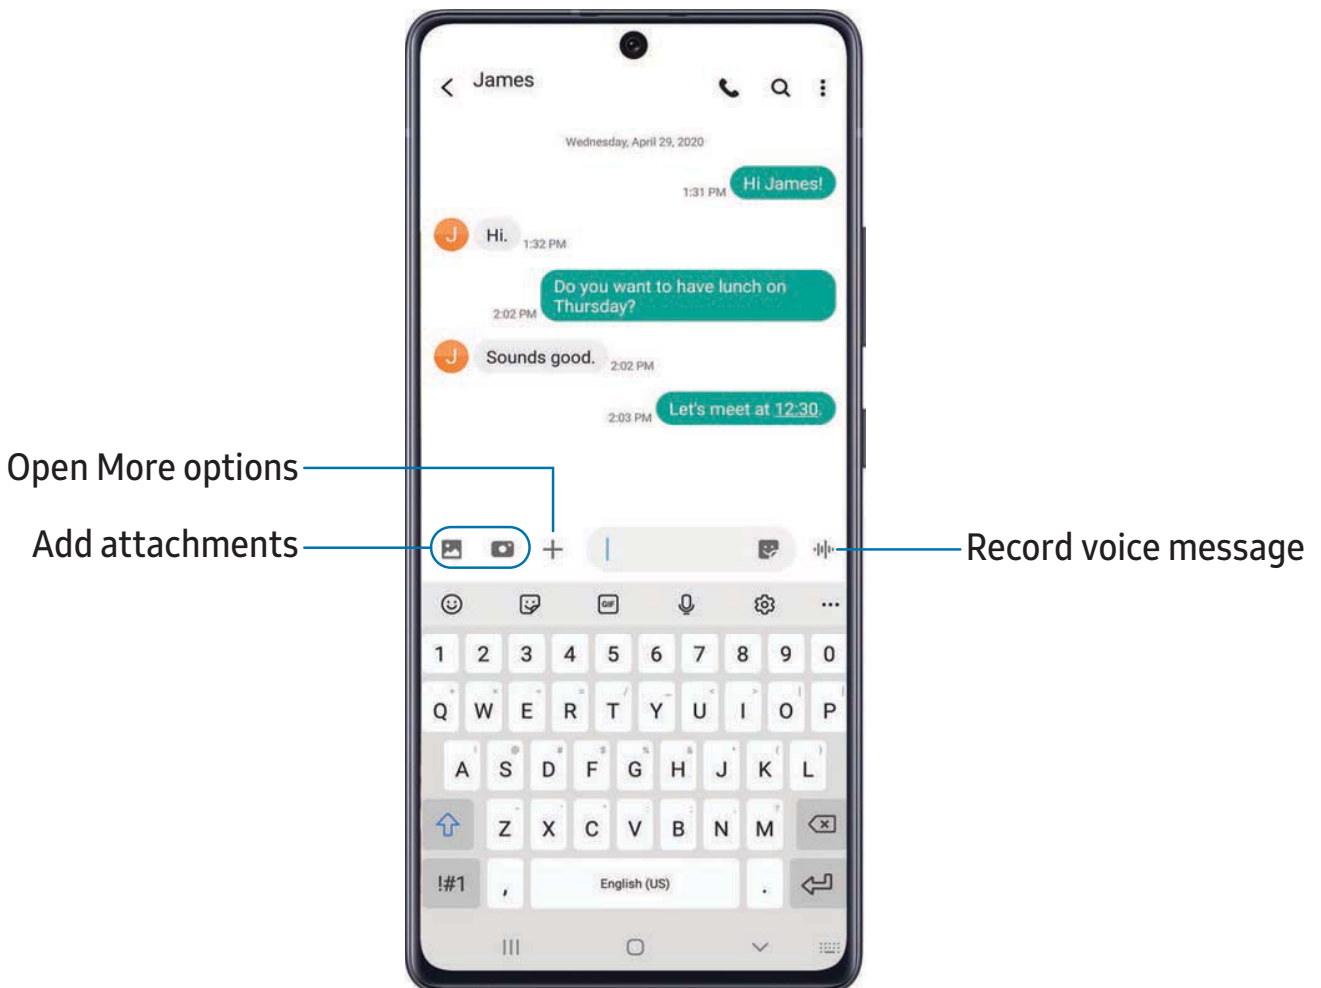 James
Wednesday, April 29, 2020
1:31 PM Hi James!
J Hi. 1:32 PM
Do you want to have lunch on
Thursday?
2:02 PM
J Sounds good. 2:02 PM
2:03 PM Let's meet at 12:30.
Open More options
Add attachments
Record voice message
GIF
1 2 3 4 5 6 7 8 9 0
Q W E R T Y U I O P
A S D F G H J K L
Z X C V B N M
!#1 , English (US) .